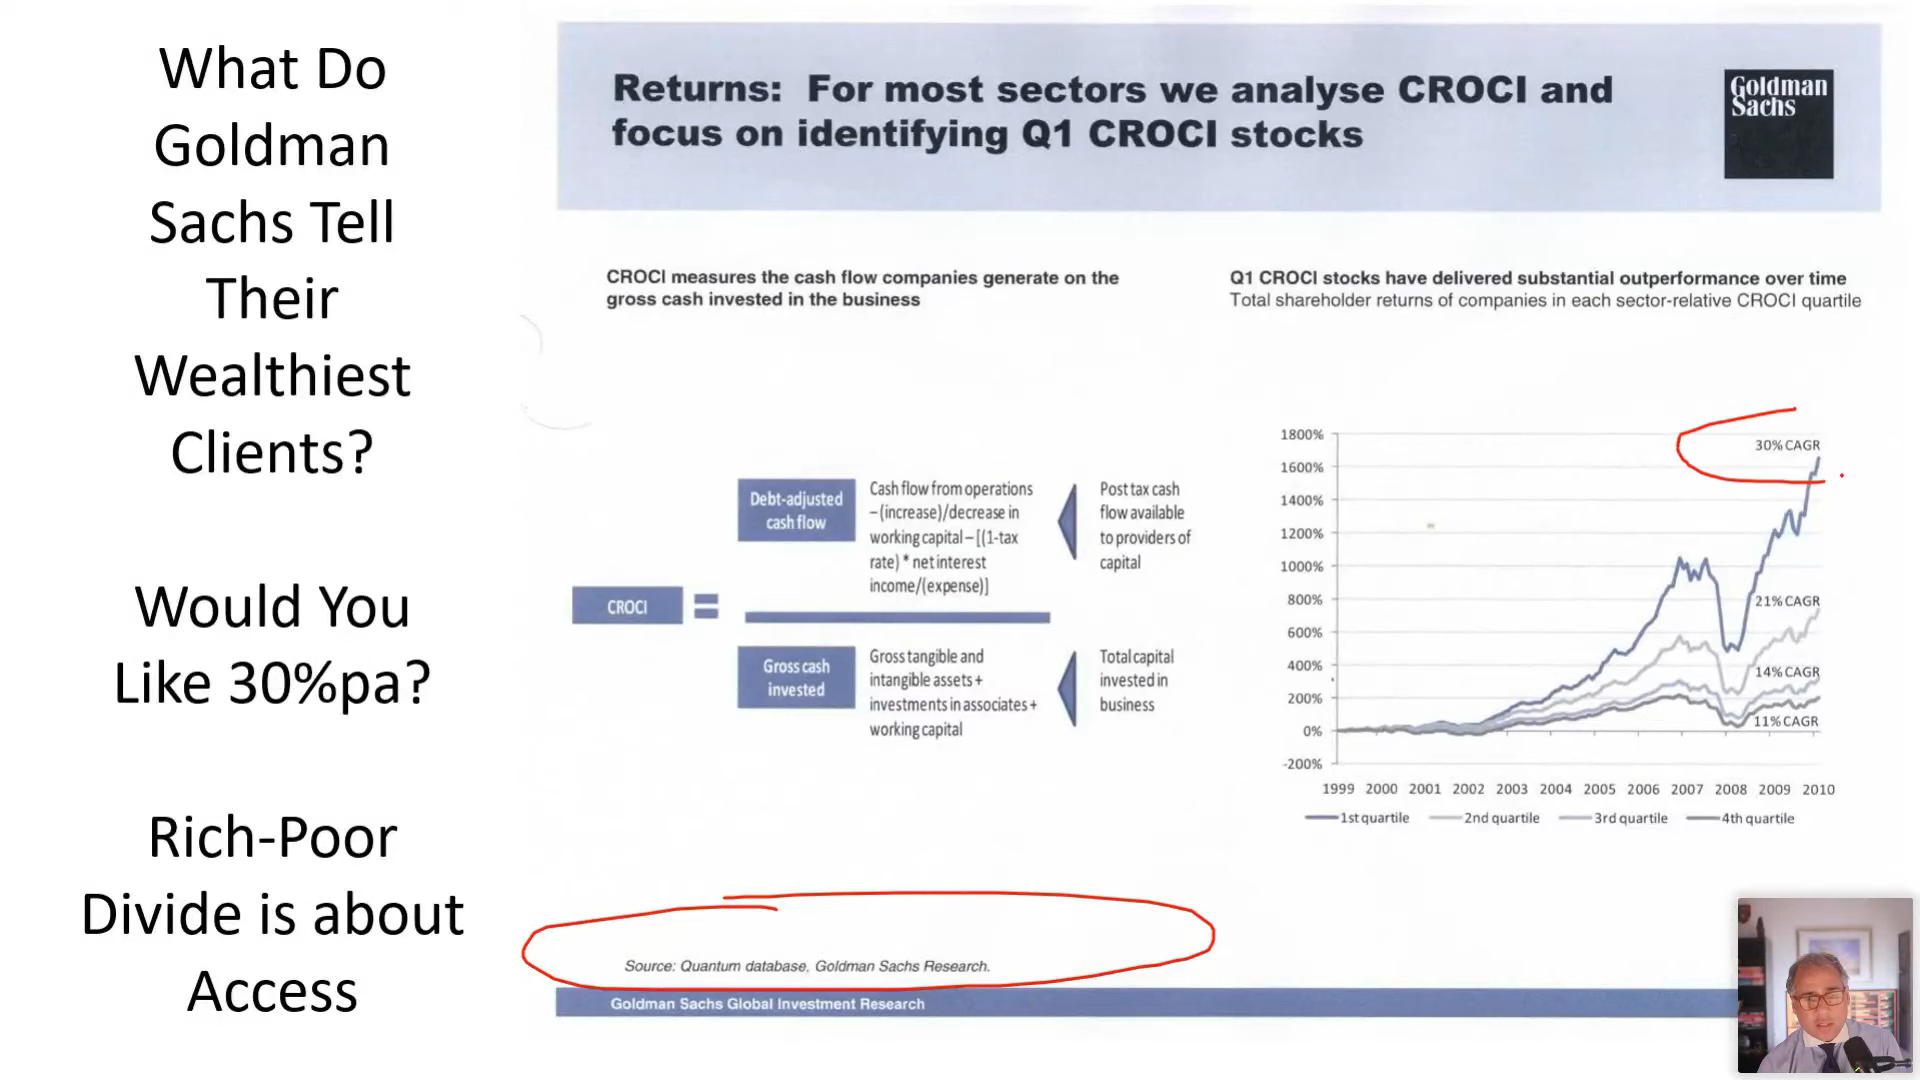 What Do
Goldman
Sachs Tell
Their
Wealthiest
Clients?
Would You
Like 30%pa?
Rich-Poor
Divide is about
Access
Returns: For most sectors we analyse CROCI and
focus on identifying Q1 CROCI stocks
Goldman
Sachs
CROCI measures the cash flow companies generate on the
gross cash invested in the business
CROCI
=
Debt-adjusted
cash flow
Cash flow from operations
–(increase)/decrease in
working capital – [(1-tax
rate) * net interest
income/(expense)]
Post tax cash
flow available
to providers of
capital
Gross cash
invested
Gross tangible and
intangible assets +
investments in associates +
working capital
Total capital
invested in
business
Q1 CROCI stocks have delivered substantial outperformance over time
Total shareholder returns of companies in each sector-relative CROCI quartile
1800%
1600%
1400%
1200%
1000%
800%
600%
400%
200%
0%
-200%
30% CAGR
21% CAGR
14% CAGR
11% CAGR
1999 2000 2001 2002 2003 2004 2005 2006 2007 2008 2009 2010
1st quartile 2nd quartile 3rd quartile 4th quartile
Source: Quantum database, Goldman Sachs Research.
Goldman Sachs Global Investment Research